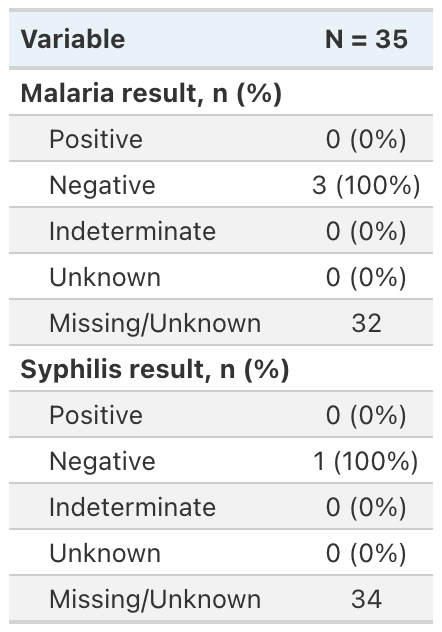 Variable N = 35
Malaria result, n (%)
Positive 0 (0%)
Negative 3 (100%)
Indeterminate 0 (0%)
Unknown 0 (0%)
Missing/Unknown 32
Syphilis result, n (%)
Positive 0 (0%)
Negative 1 (100%)
Indeterminate 0 (0%)
Unknown 0 (0%)
Missing/Unknown 34